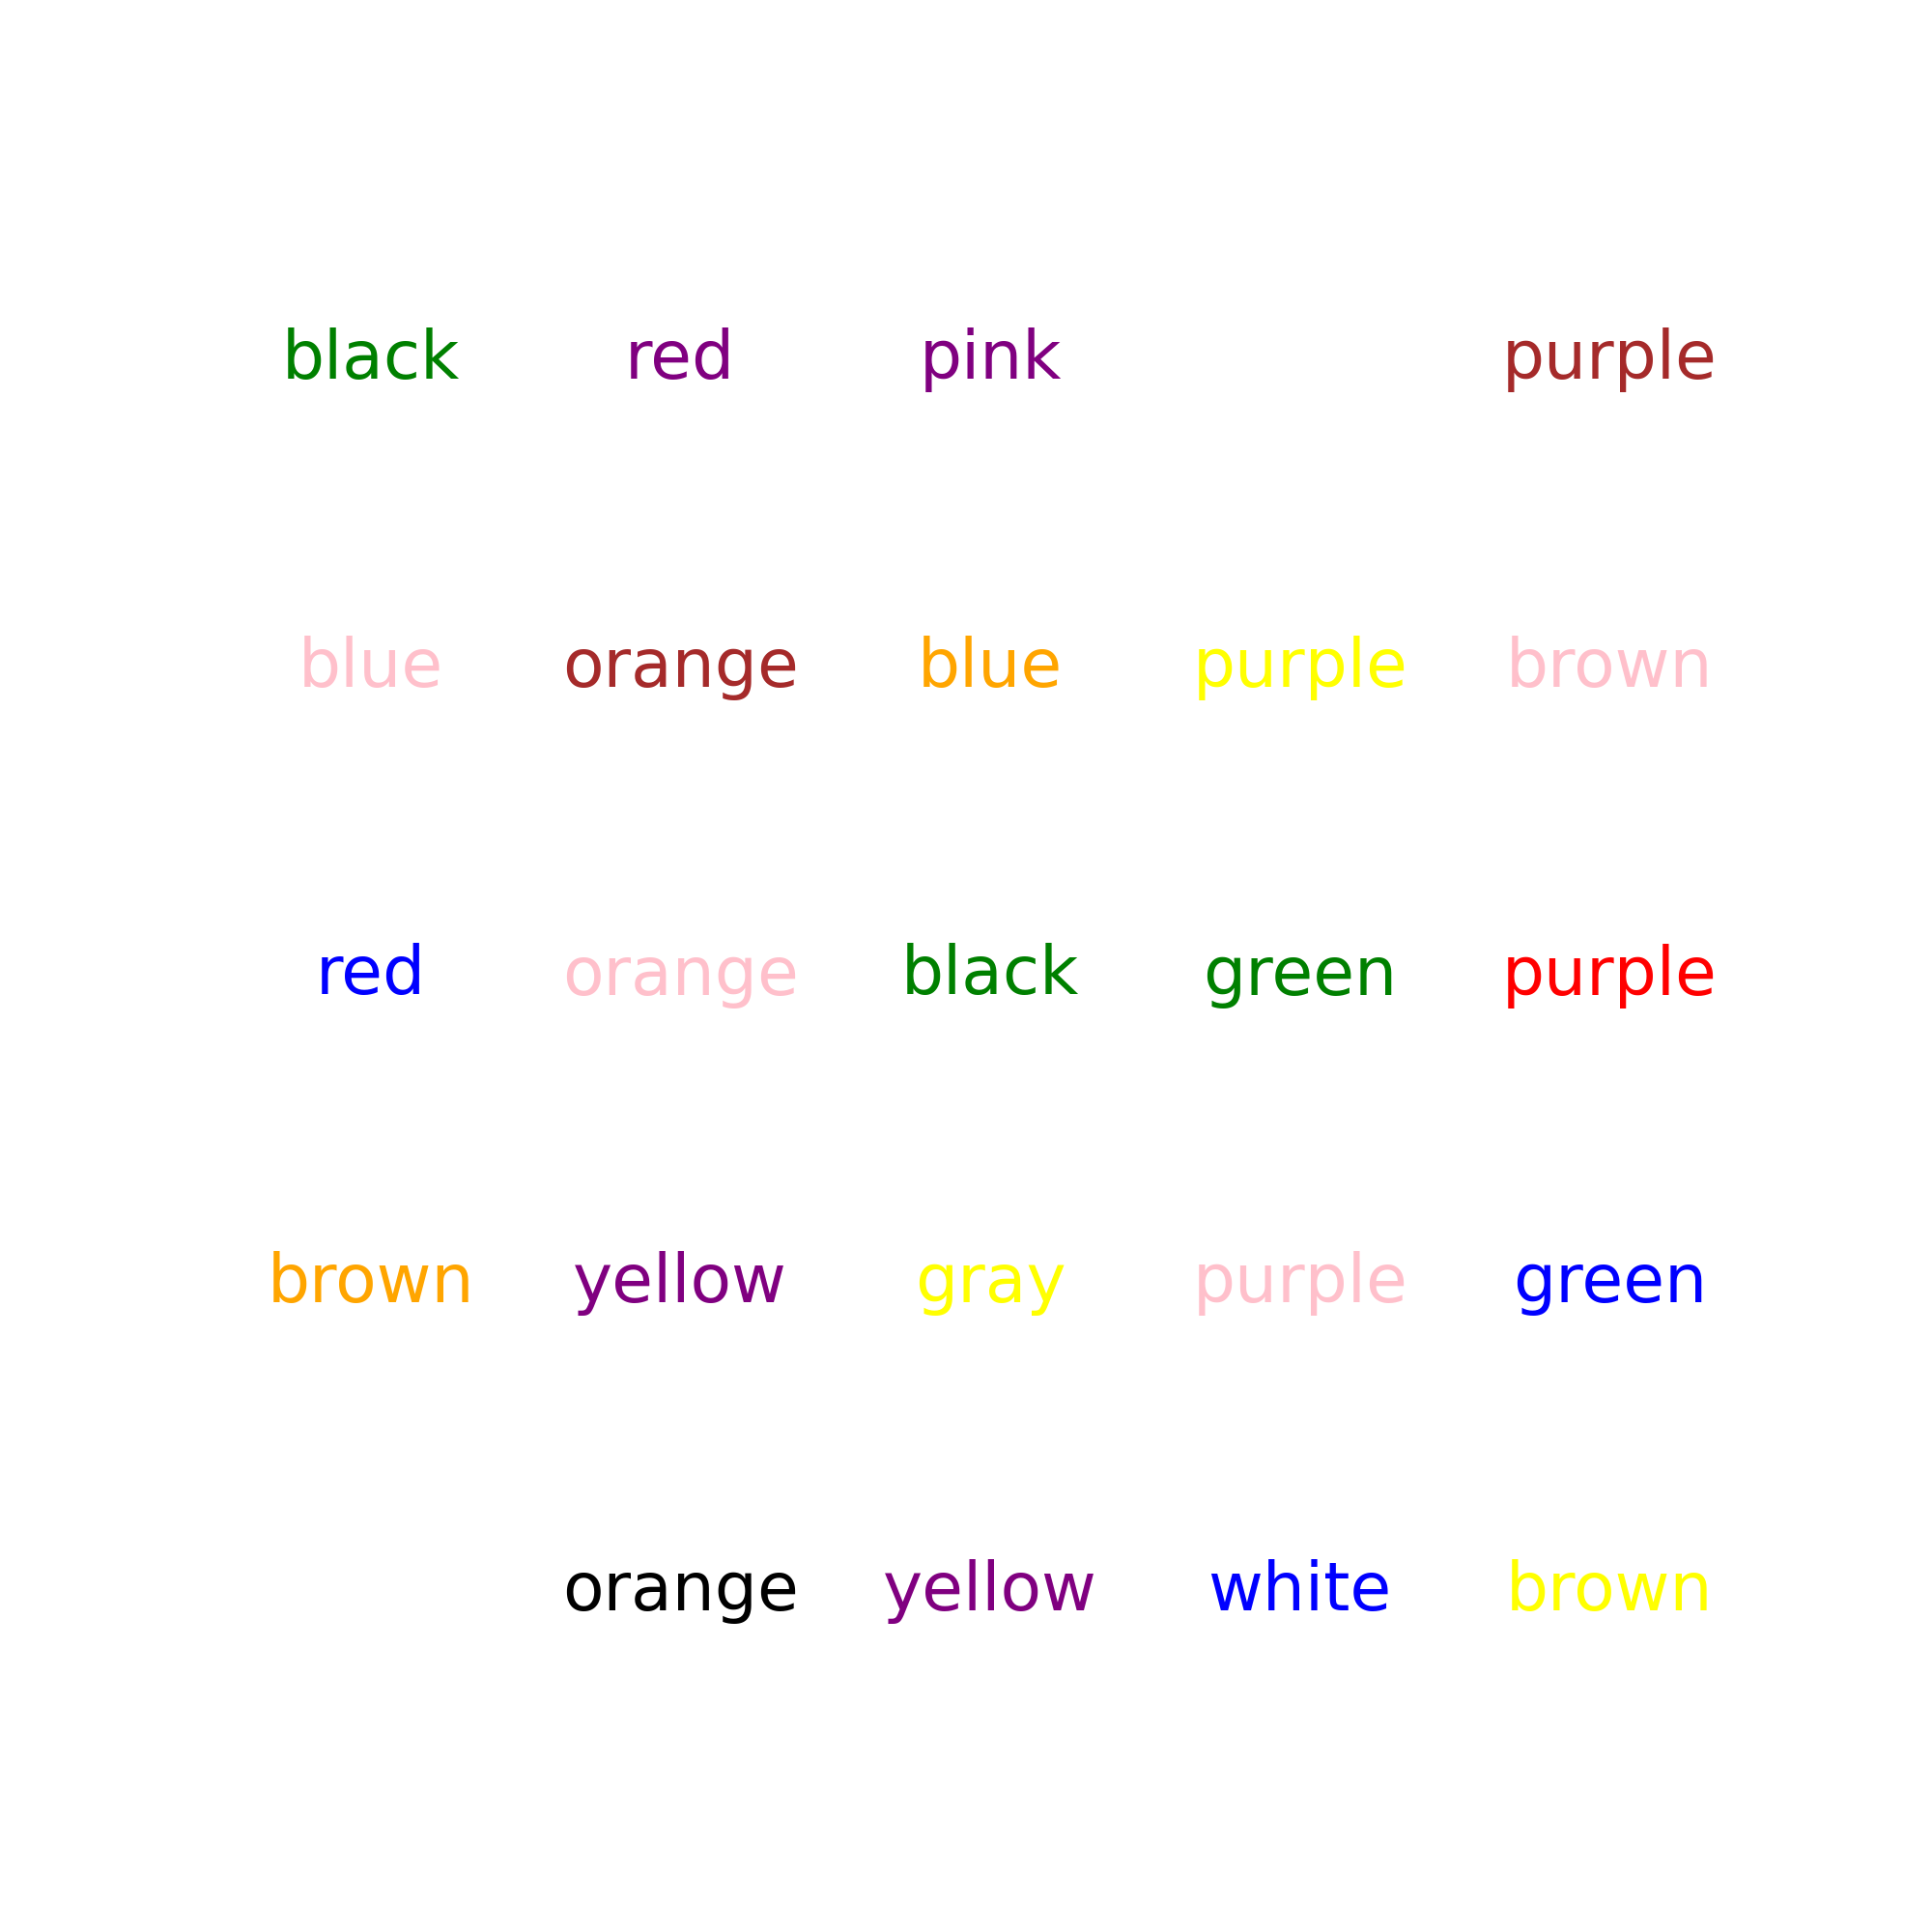 black red pink purple
blue orange blue purple brown
red orange black green purple
brown yellow gray purple green
orange yellow white brown